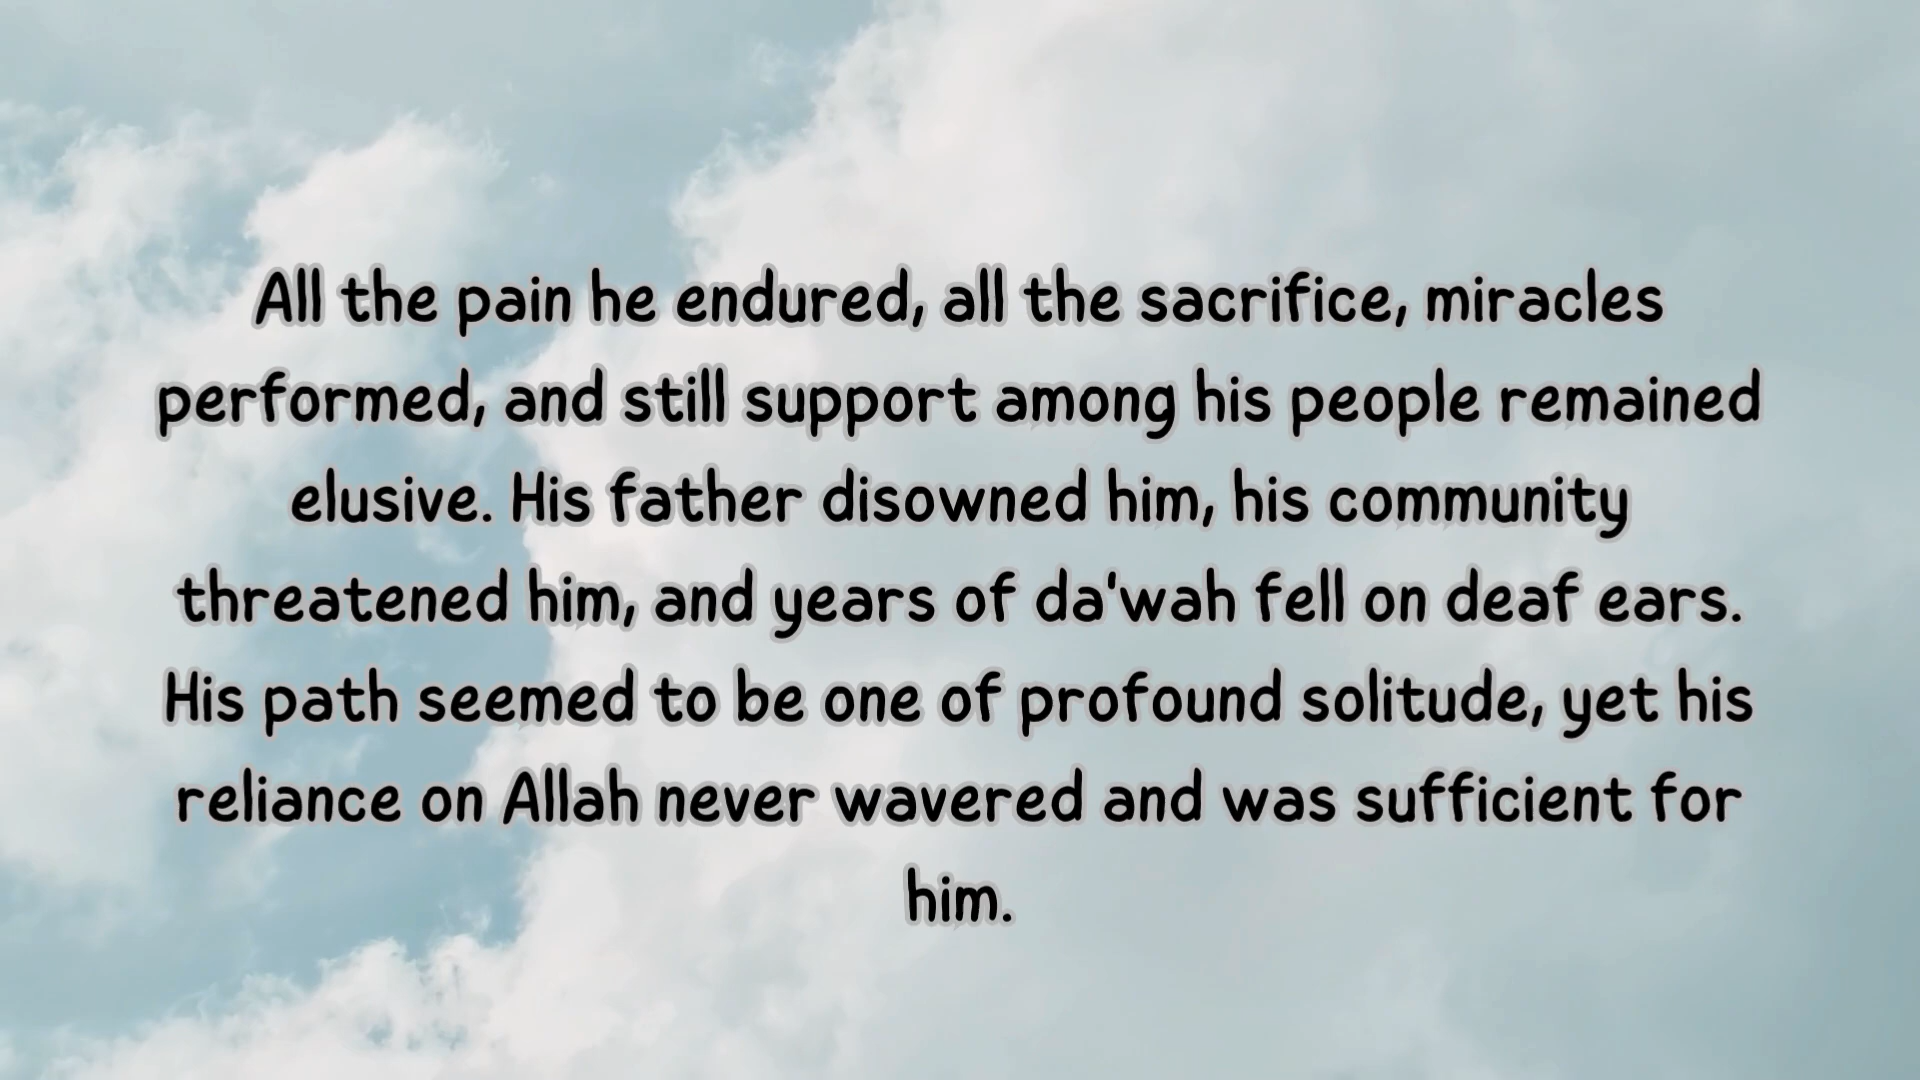 All the pain he endured, all the sacrifice, miracles
performed, and still support among his people remained
elusive. His father disowned him, his community
threatened him, and years of da'wah fell on deaf ears.
His path seemed to be one of profound solitude, yet his
reliance on Allah never wavered and was sufficient for
him.